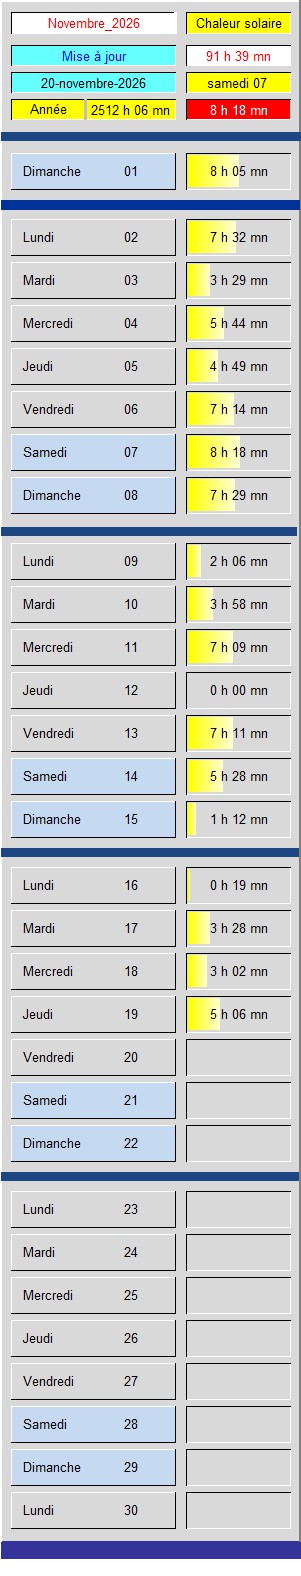 Novembre_2026 Chaleur solaire
Mise à jour 91 h 39 mn
20-novembre-2026 samedi 07
Année 2512 h 06 mn 8 h 18 mn
Dimanche 01 8 h 05 mn
Lundi 02 7 h 32 mn
Mardi 03 3 h 29 mn
Mercredi 04 5 h 44 mn
Jeudi 05 4 h 49 mn
Vendredi 06 7 h 14 mn
Samedi 07 8 h 18 mn
Dimanche 08 7 h 29 mn
Lundi 09 2 h 06 mn
Mardi 10 3 h 58 mn
Mercredi 11 7 h 09 mn
Jeudi 12 0 h 00 mn
Vendredi 13 7 h 11 mn
Samedi 14 5 h 28 mn
Dimanche 15 1 h 12 mn
Lundi 16 0 h 19 mn
Mardi 17 3 h 28 mn
Mercredi 18 3 h 02 mn
Jeudi 19 5 h 06 mn
Vendredi 20
Samedi 21
Dimanche 22
Lundi 23
Mardi 24
Mercredi 25
Jeudi 26
Vendredi 27
Samedi 28
Dimanche 29
Lundi 30